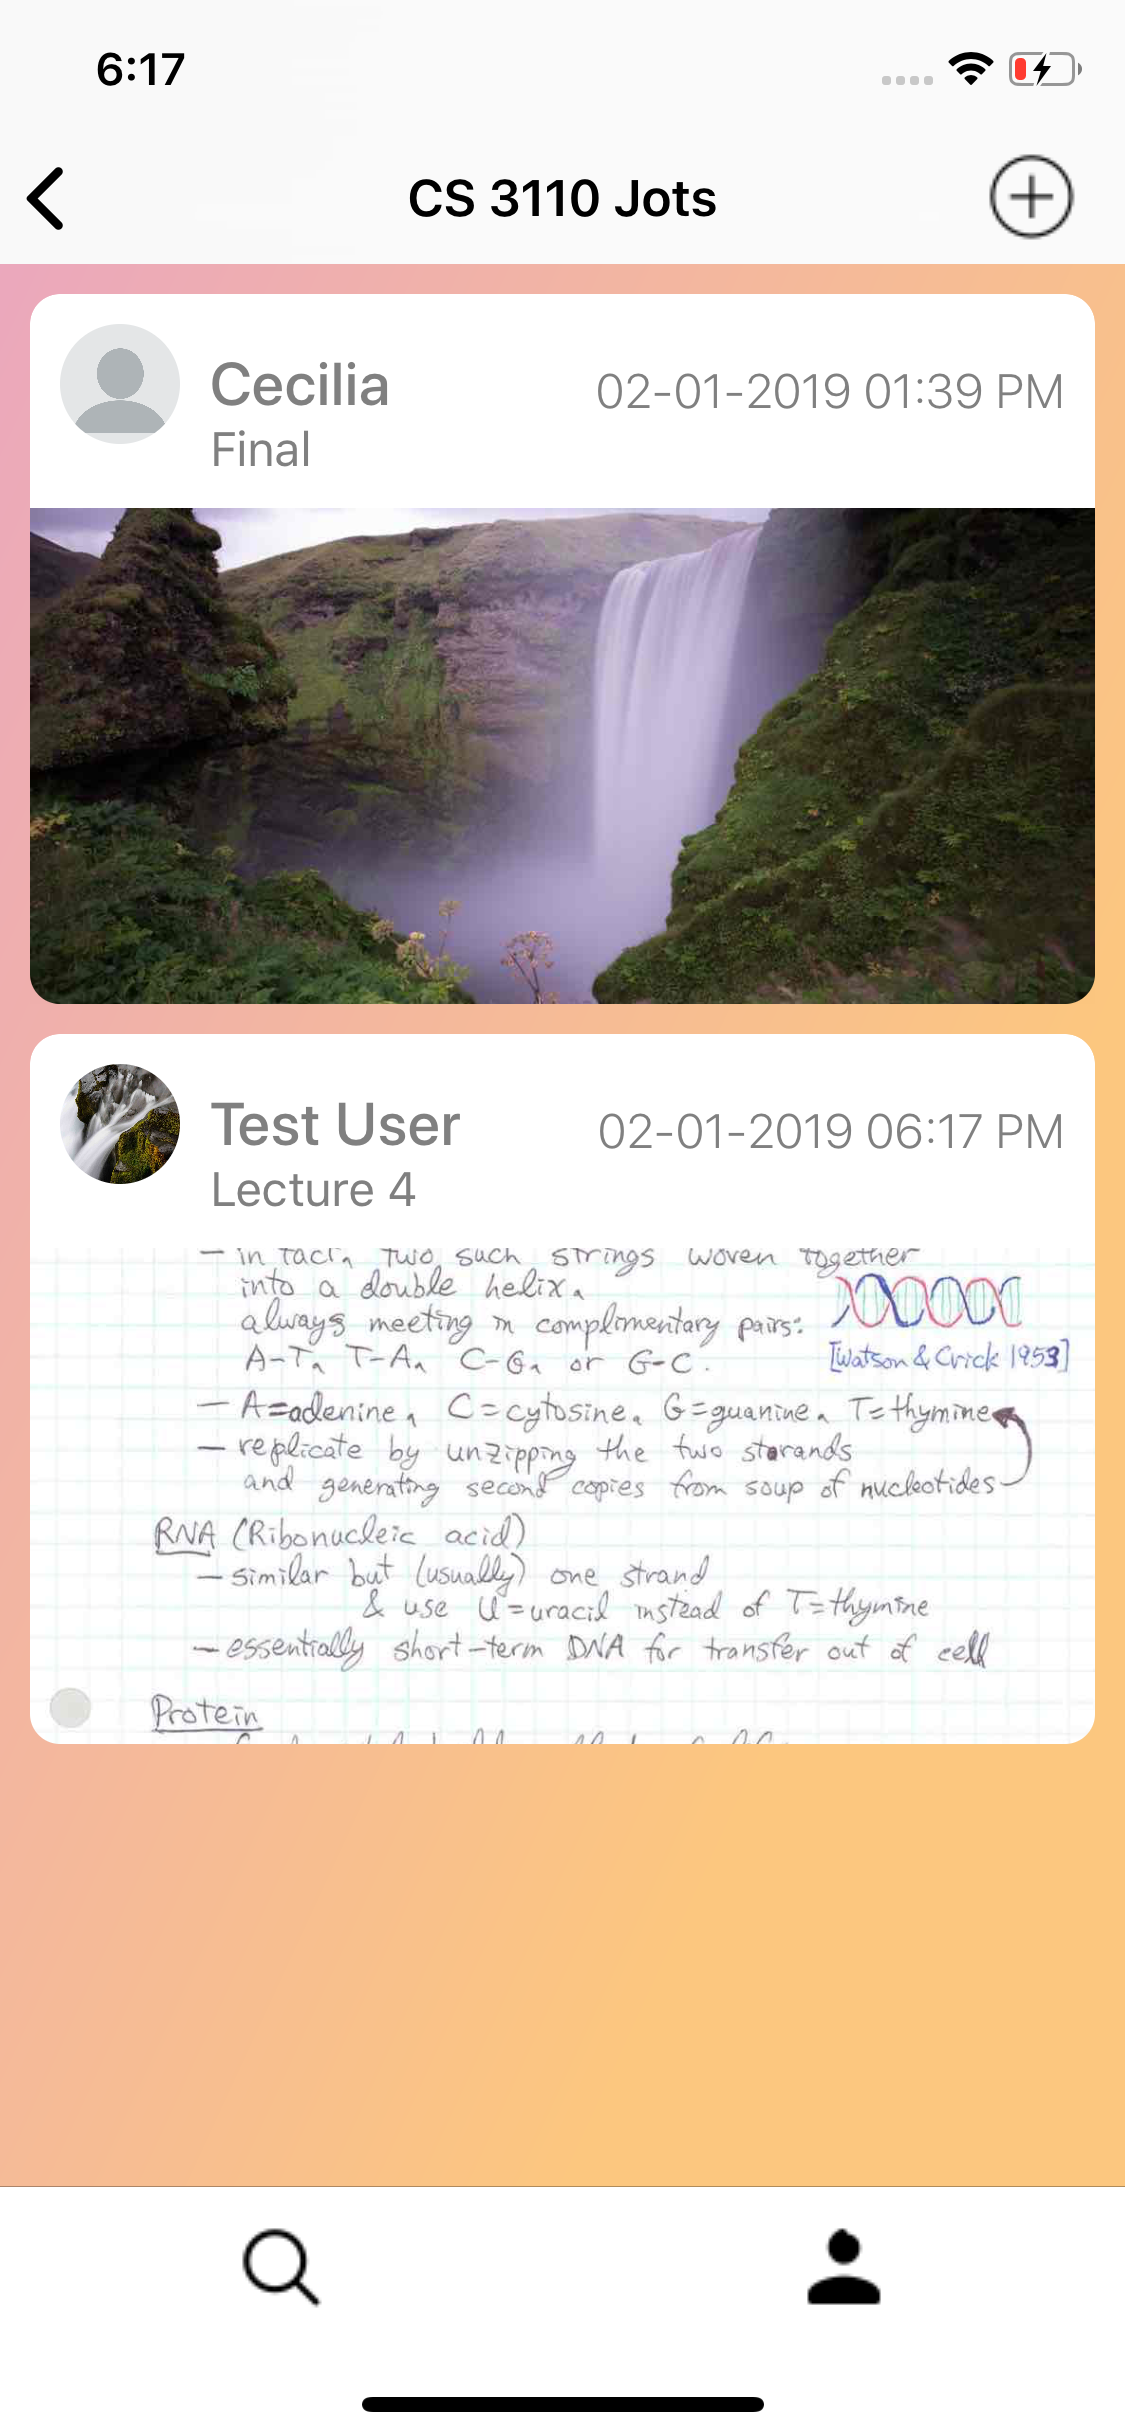 6:17
CS 3110 Jots
Cecilia
02-01-2019 01:39 PM
Final
Test User
02-01-2019 06:17 PM
Lecture 4
– in fact, two such strings woven together
into a double helix,
always meeting in complimentary pairs:
A–T, T–A, C–G, or G–C.
[Watson & Crick 1953]
– A=adenine, C=cytosine, G=guanine, T=thymine
– replicate by unzipping the two strands
and generating second copies from soup of nucleotides
RNA (Ribonucleic acid)
– similar but (usually) one strand
& use U=uracil instead of T=thymine
– essentially short-term DNA for transfer out of cell
Protein